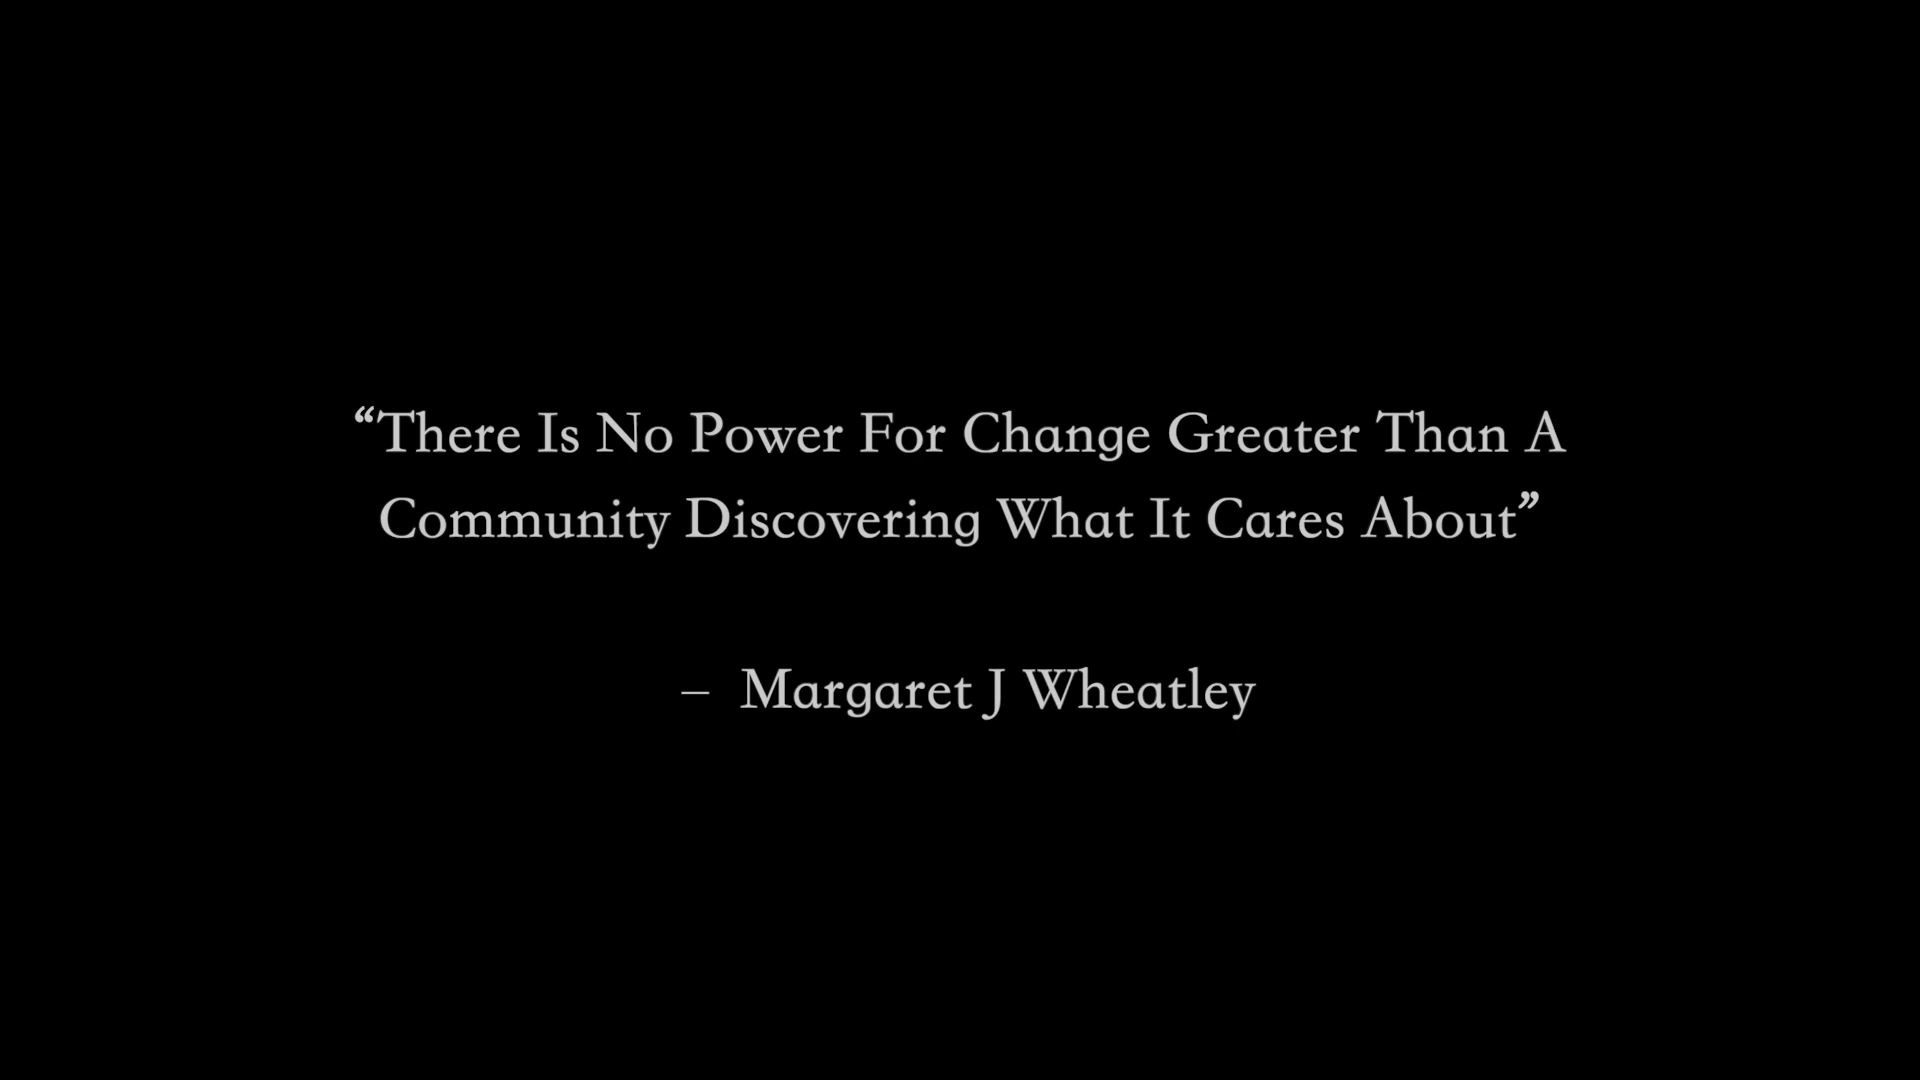 “There Is No Power For Change Greater Than A
Community Discovering What It Cares About”
– Margaret J Wheatley